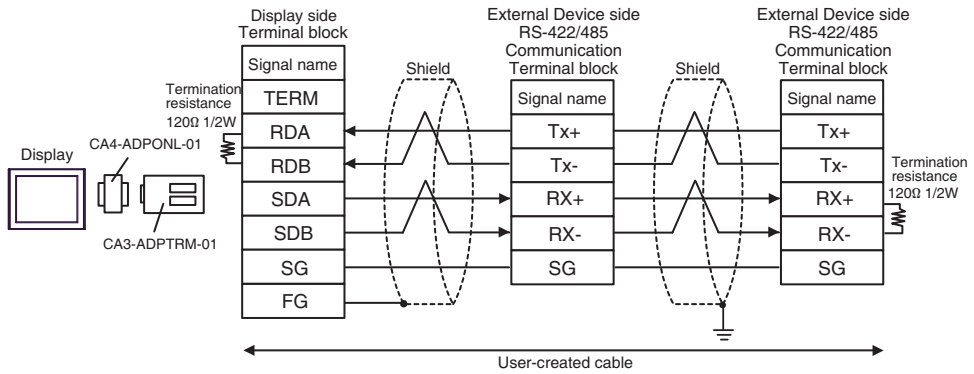 Display side
Terminal block
External Device side
RS-422/485
Communication
Terminal block
External Device side
RS-422/485
Communication
Terminal block
Shield
Shield
Signal name
TERM
RDA
RDB
SDA
SDB
SG
FG
Signal name
Tx+
Tx-
RX+
RX-
SG
Signal name
Tx+
Tx-
RX+
RX-
SG
Termination
resistance
120Ω 1/2W
Termination
resistance
120Ω 1/2W
Display
CA4-ADPONL-01
CA3-ADPTRM-01
User-created cable